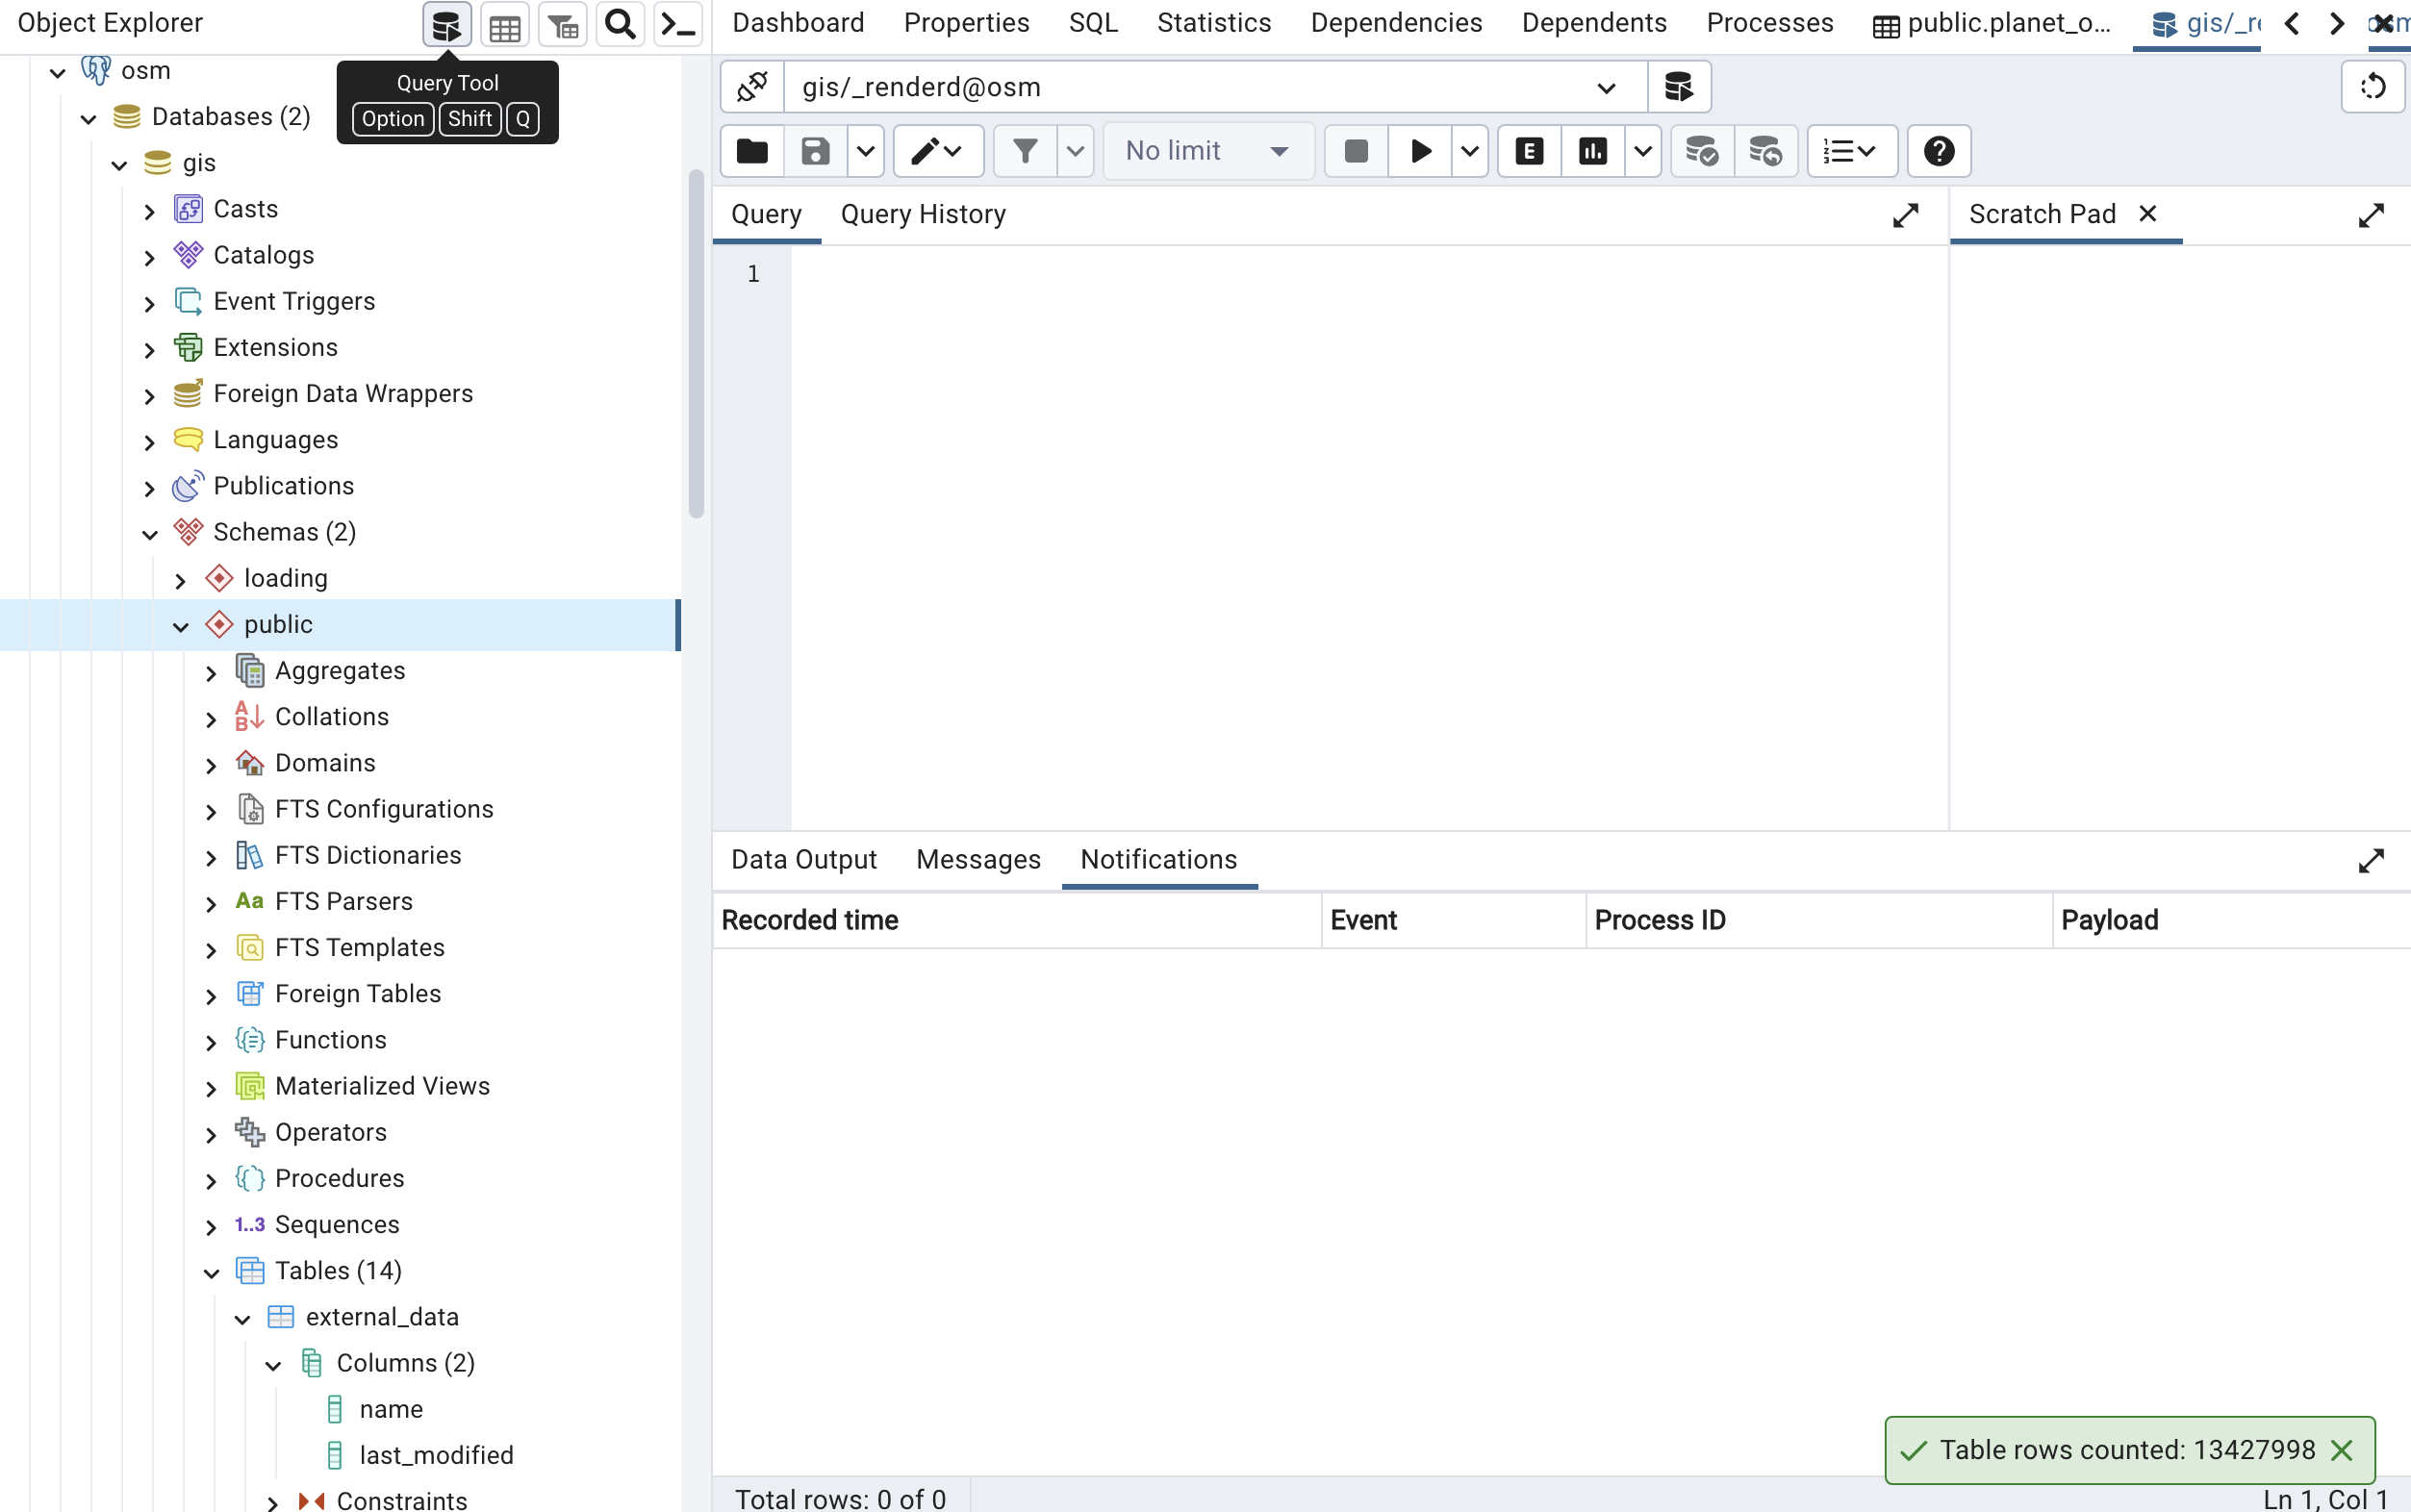 Object Explorer
Query Tool
Option Shift Q
osm
Databases (2)
gis
Casts
Catalogs
Event Triggers
Extensions
Foreign Data Wrappers
Languages
Publications
Schemas (2)
loading
public
Aggregates
A
B
Collations
Domains
FTS Configurations
FTS Dictionaries
Aa FTS Parsers
FTS Templates
Foreign Tables
Functions
Materialized Views
Operators
Procedures
1..3 Sequences
Tables (14)
external_data
Columns (2)
name
last_modified
Constraints
Dashboard Properties SQL Statistics Dependencies Dependents Processes public.planet_o... gis/_re
gis/_renderd@osm
No limit E
Query Query History Scratch Pad
1
Data Output Messages Notifications
Recorded time Event Process ID Payload
Table rows counted: 13427998
Total rows: 0 of 0 Ln 1, Col 1